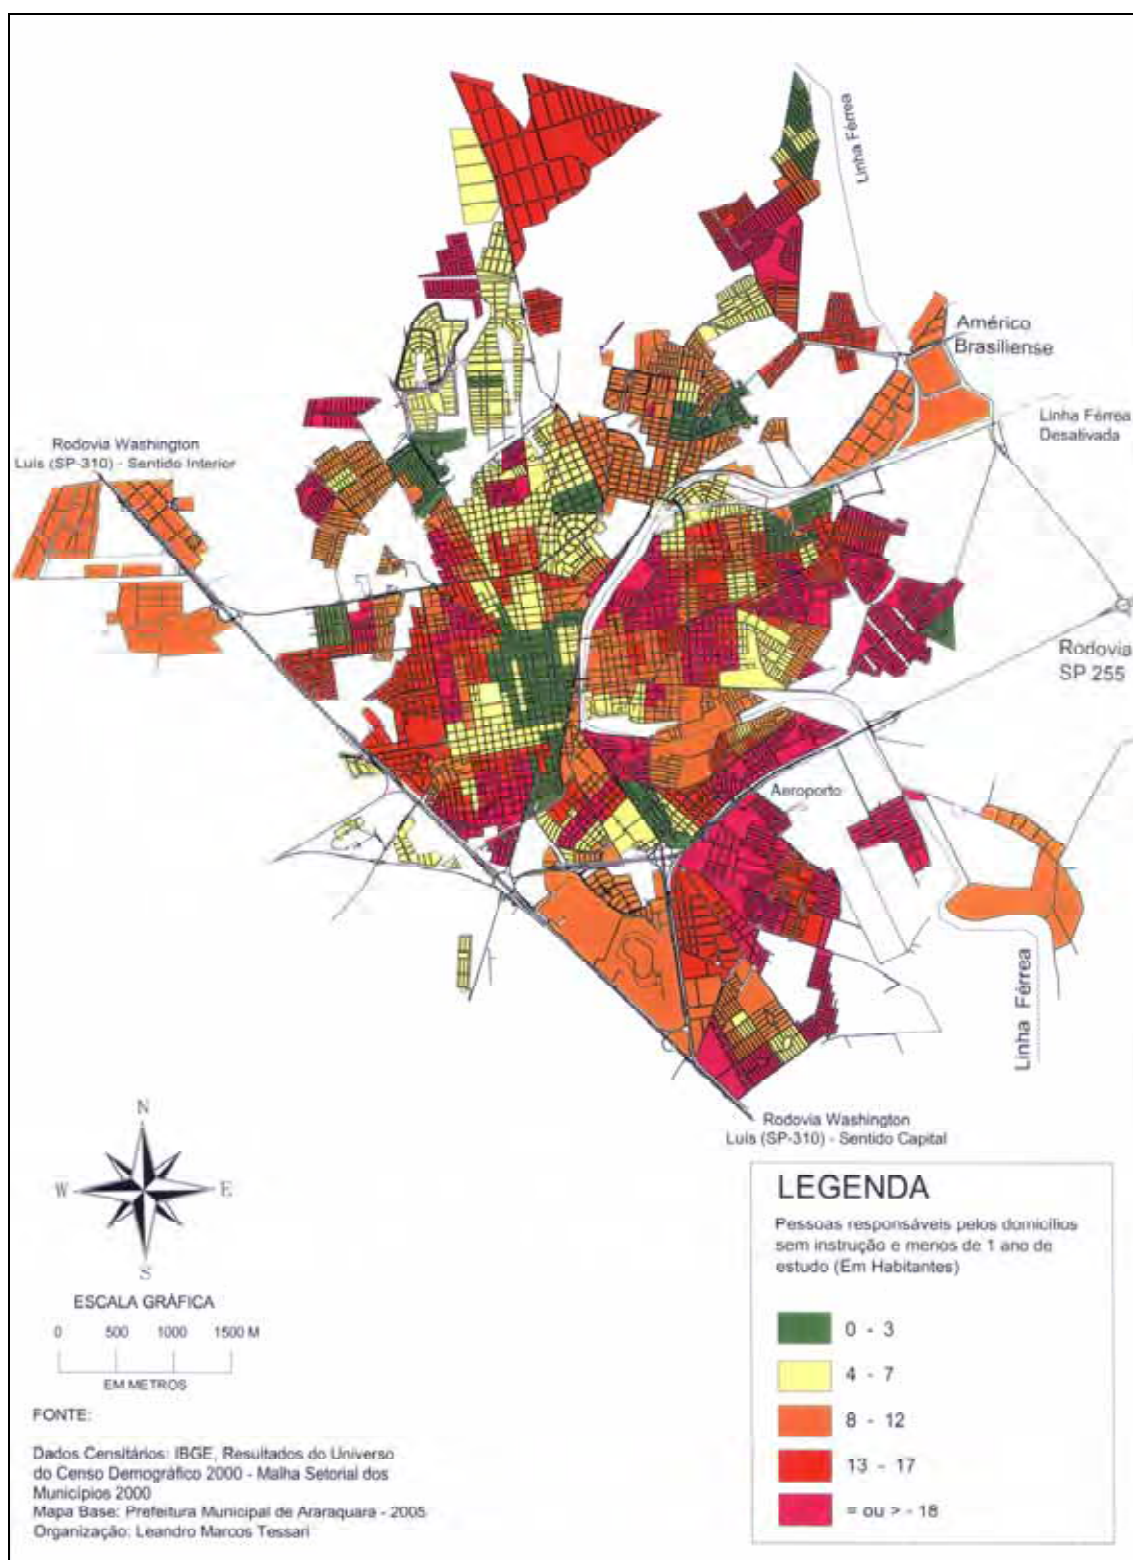 Linha Férrea
Américo
Brasiliense
Linha Férrea
Desativada
Rodovia Washington
Luís (SP-310) - Sentido Interior
Rodovia
SP 255
Aeroporto
Linha Férrea
Rodovia Washington
Luís (SP-310) - Sentido Capital
N
W
E
S
ESCALA GRÁFICA
0 500 1000 1500 M
EM METROS
FONTE:
Dados Censitários: IBGE, Resultados do Universo
do Censo Demográfico 2000 - Malha Setorial dos
Municípios 2000
Mapa Base: Prefeitura Municipal de Araraquara - 2005
Organização: Leandro Marcos Tessari
LEGENDA
Pessoas responsáveis pelos domicílios
sem instrução e menos de 1 ano de
estudo (Em Habitantes)
0 - 3
4 - 7
8 - 12
13 - 17
= ou > - 18